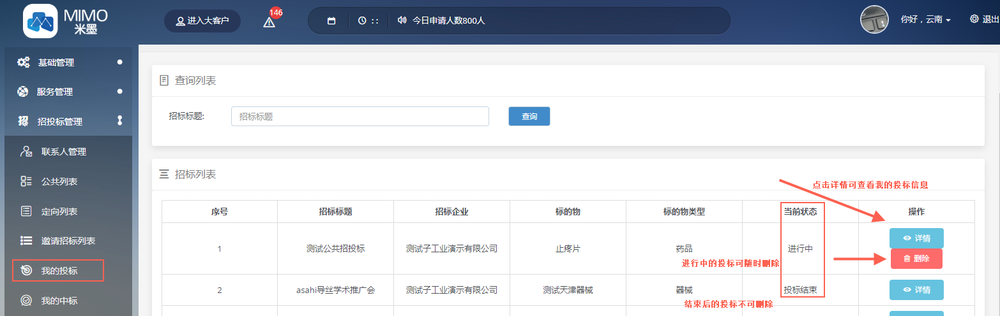 MIMO
米墨
进入大客户
146
: :
今日申请人数800人
你好，云南
退出
基础管理
服务管理
招投标管理
联系人管理
公共列表
定向列表
邀请招标列表
我的投标
我的中标
查询列表
招标标题:
招标标题
查询
招标列表
点击详情可查看我的投标信息
序号 招标标题 招标企业 标的物 标的物类型 当前状态 操作
1 测试公共招投标 测试子工业演示有限公司 止疼片 药品 进行中 详情
删除
进行中的投标可随时删除
2 asahi导丝学术推广会 测试子工业演示有限公司 测试天津器械 器械 投标结束 详情
结束后的投标不可删除